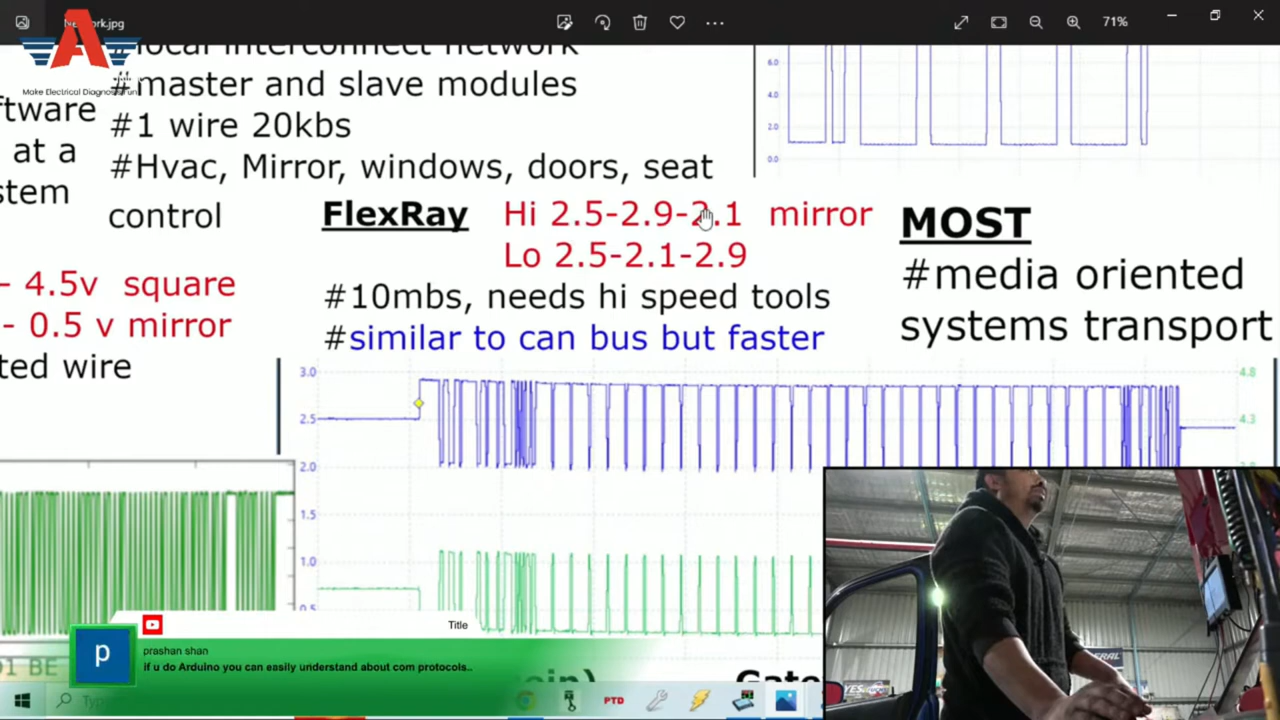 71%
#local interconnect network
#master and slave modules
#1 wire 20kbs
#Hvac, Mirror, windows, doors, seat
control
ftware
at a
stem
- 4.5v square
- 0.5 v mirror
ted wire
FlexRay
Hi 2.5-2.9-2.1 mirror
Lo 2.5-2.1-2.9
#10mbs, needs hi speed tools
#similar to can bus but faster
MOST
#media oriented
systems transport
6.0
4.0
2.0
0.0
3.0
2.5
2.0
1.5
1.0
0.5
4.8
4.3
Title
p
prashan shan
if u do Arduino you can easily understand about com protocols..
PTD